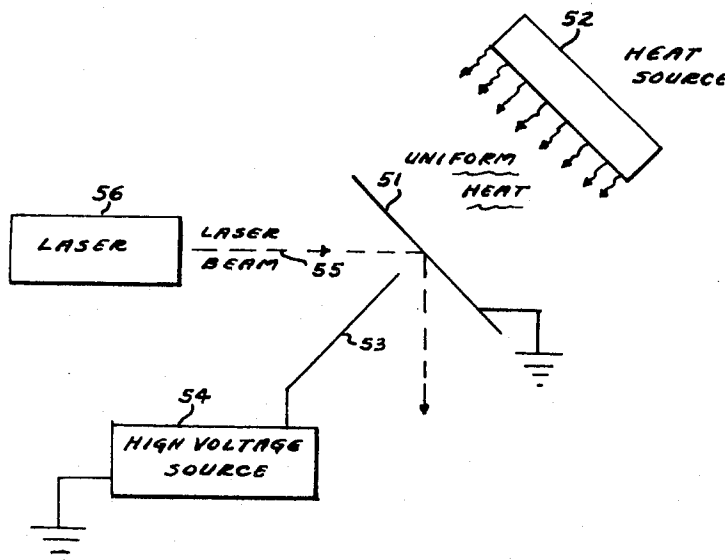 52
HEAT
SOURCE
UNIFORM
HEAT
51
56
LASER
LASER
BEAM
55
53
54
HIGH VOLTAGE
SOURCE